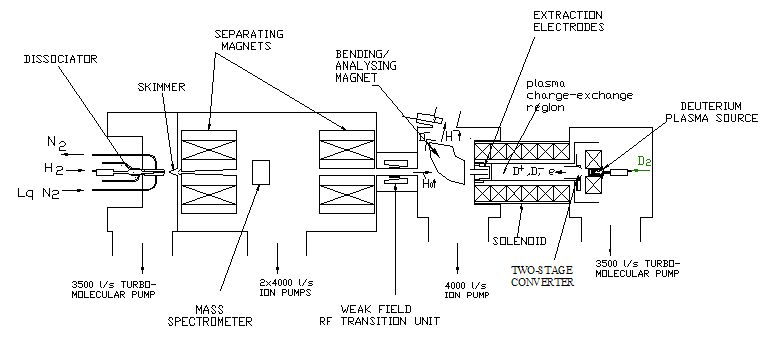 EXTRACTION
ELECTRODES
SEPARATING
MAGNETS
BENDING/
ANALYSING
MAGNET
DISSOCIATOR
SKIMMER
plasma
charge-exchange
region
DEUTERIUM
PLASMA SOURCE
N2
H2
Lq N2
H
H0↑
D+,D- e
D2
SOLENOID
TWO-STAGE
CONVERTER
3500 l/s TURBO-
MOLECULAR PUMP
2x4000 l/s
ION PUMPS
4000 l/s
ION PUMP
3500 l/s TURBO-
MOLECULAR PUMP
MASS
SPECTROMETER
WEAK FIELD
RF TRANSITION UNIT